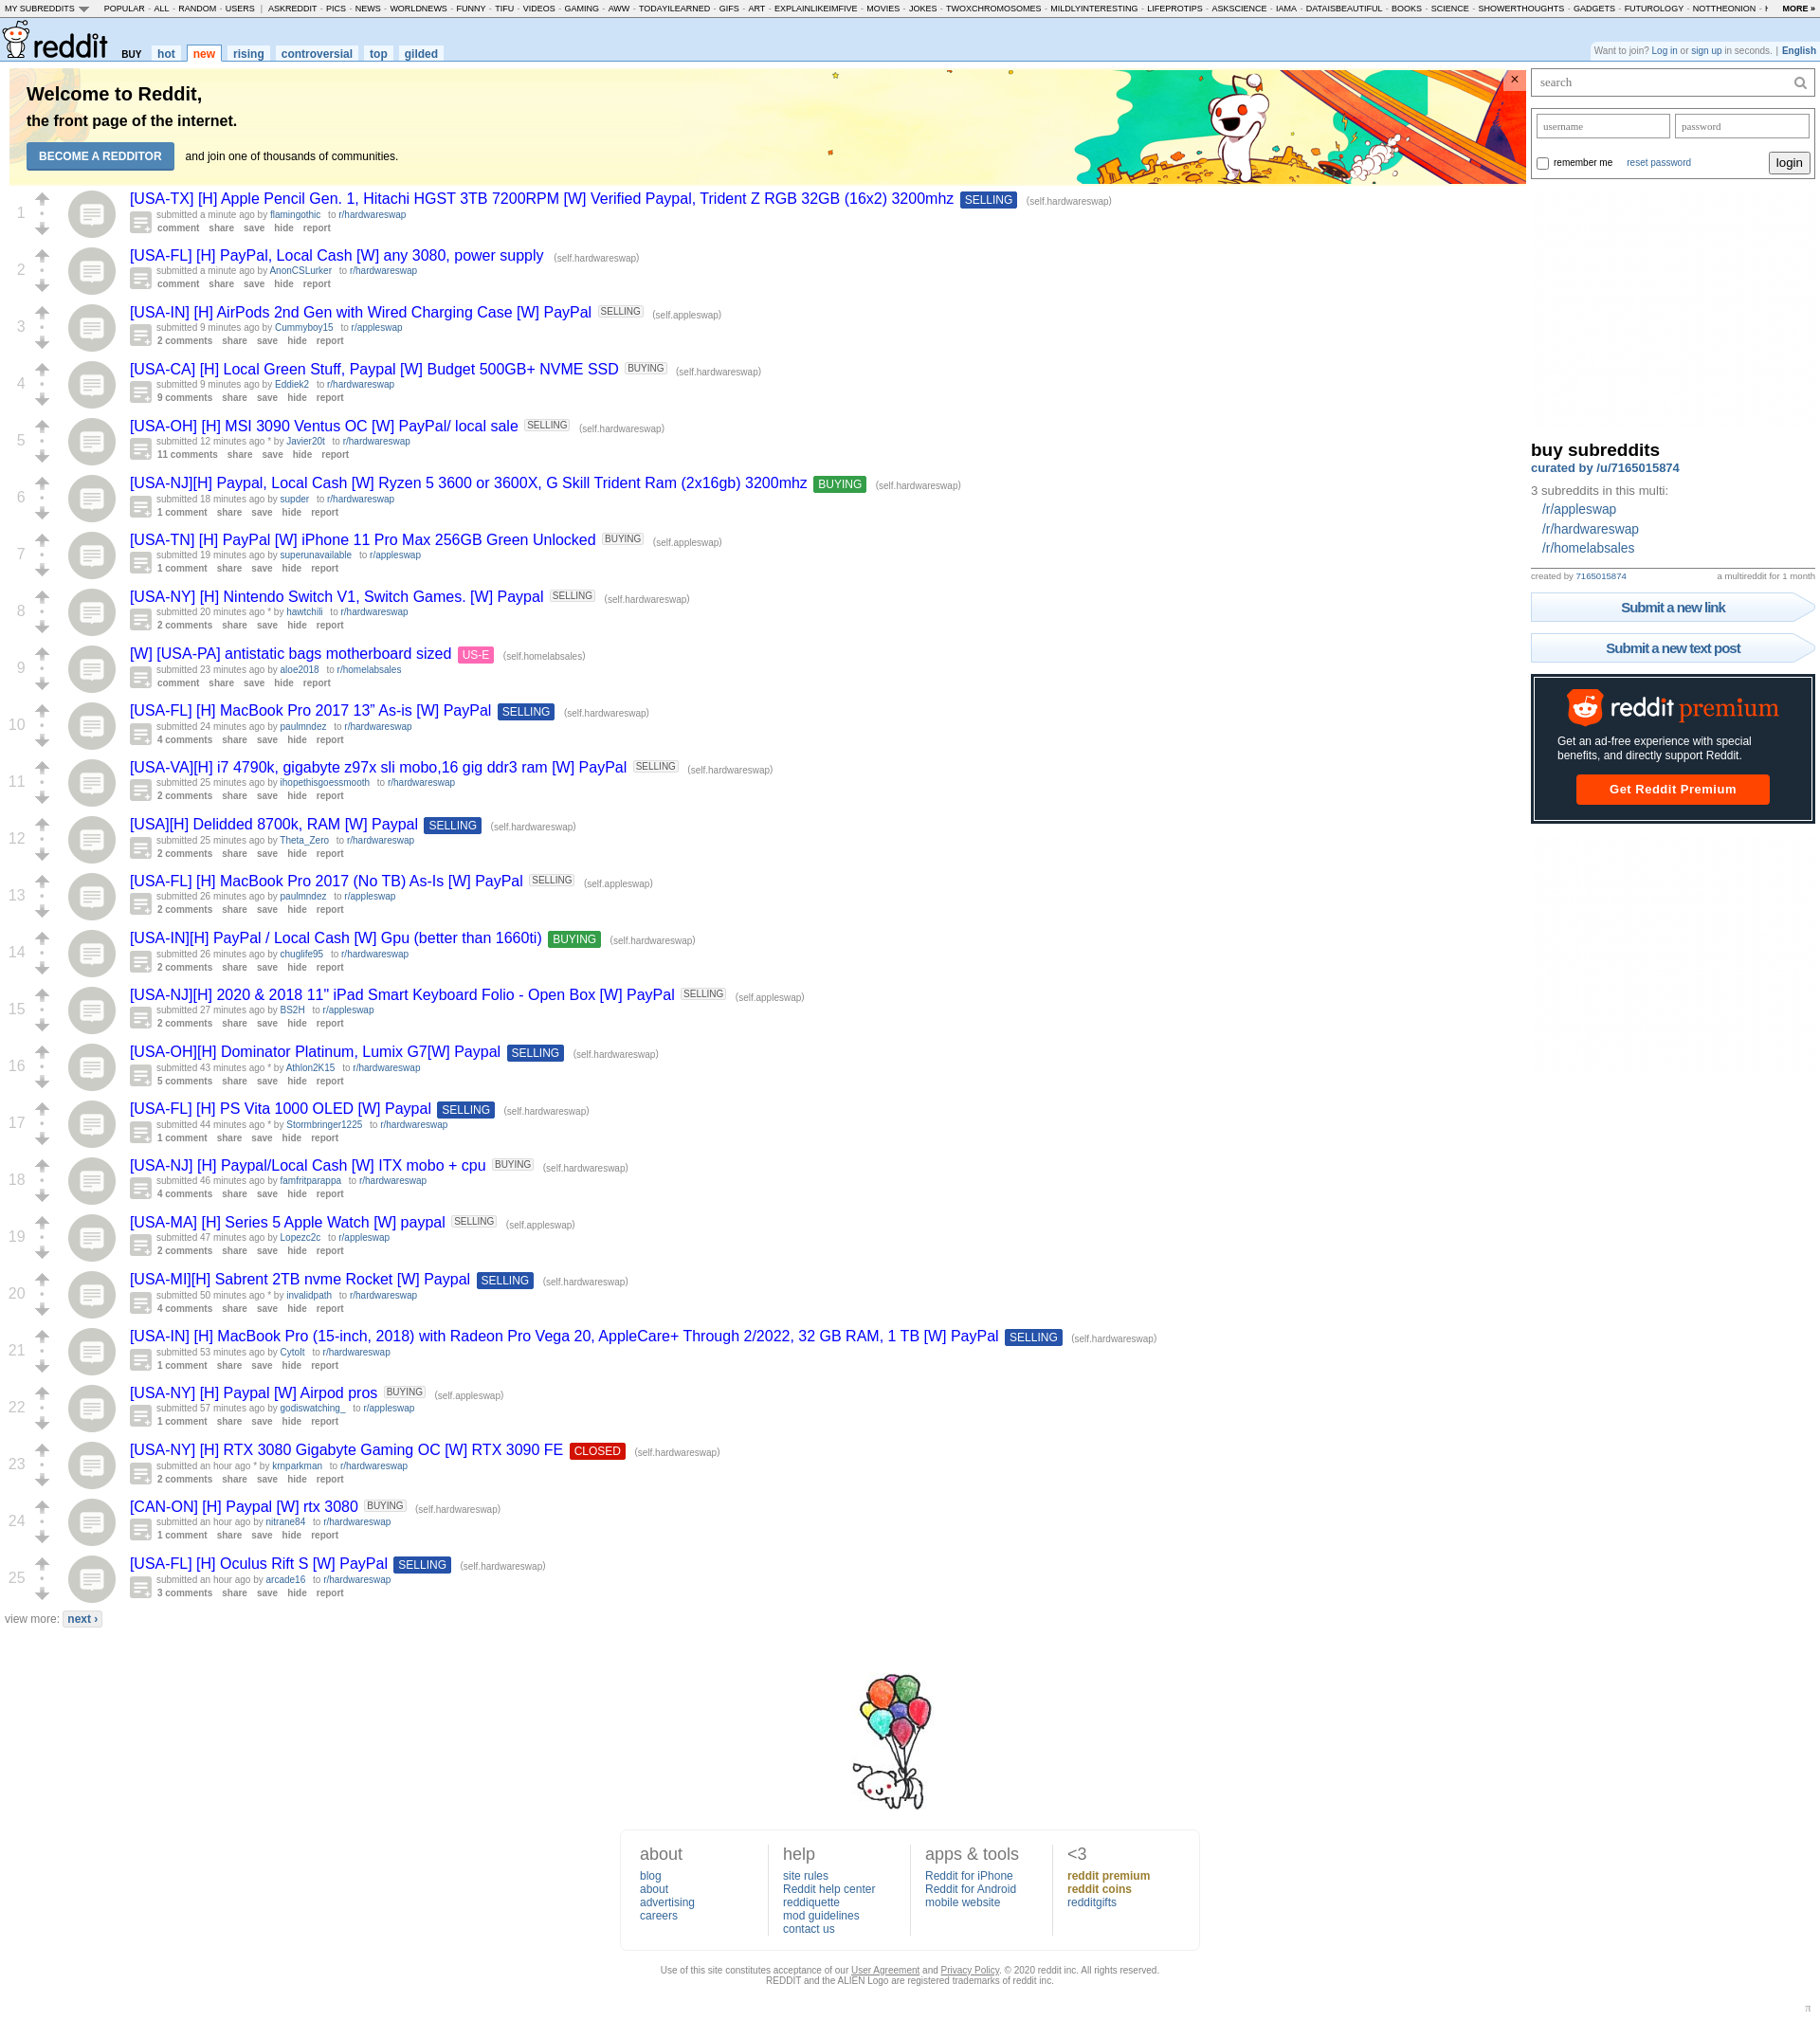 MY SUBREDDITS POPULAR - ALL - RANDOM - USERS | ASKREDDIT - PICS - NEWS - WORLDNEWS - FUNNY - TIFU - VIDEOS - GAMING - AWW - TODAYILEARNED - GIFS - ART - EXPLAINLIKEIMFIVE - MOVIES - JOKES - TWOXCHROMOSOMES - MILDLYINTERESTING - LIFEPROTIPS - ASKSCIENCE - IAMA - DATAISBEAUTIFUL - BOOKS - SCIENCE - SHOWERTHOUGHTS - GADGETS - FUTUROLOGY - NOTTHEONION - MORE »
reddit BUY hot new rising controversial top gilded
Want to join? Log in or sign up in seconds. | English
Welcome to Reddit,
the front page of the internet.
BECOME A REDDITOR and join one of thousands of communities.
×
search
username password
remember me reset password login
1 [USA-TX] [H] Apple Pencil Gen. 1, Hitachi HGST 3TB 7200RPM [W] Verified Paypal, Trident Z RGB 32GB (16x2) 3200mhz SELLING (self.hardwareswap)
submitted a minute ago by flamingothic to r/hardwareswap
comment share save hide report
2 [USA-FL] [H] PayPal, Local Cash [W] any 3080, power supply (self.hardwareswap)
submitted a minute ago by AnonCSLurker to r/hardwareswap
comment share save hide report
3 [USA-IN] [H] AirPods 2nd Gen with Wired Charging Case [W] PayPal SELLING (self.appleswap)
submitted 9 minutes ago by Cummyboy15 to r/appleswap
2 comments share save hide report
4 [USA-CA] [H] Local Green Stuff, Paypal [W] Budget 500GB+ NVME SSD BUYING (self.hardwareswap)
submitted 9 minutes ago by Eddiek2 to r/hardwareswap
9 comments share save hide report
5 [USA-OH] [H] MSI 3090 Ventus OC [W] PayPal/ local sale SELLING (self.hardwareswap)
submitted 12 minutes ago * by Javier20t to r/hardwareswap
11 comments share save hide report
6 [USA-NJ][H] Paypal, Local Cash [W] Ryzen 5 3600 or 3600X, G Skill Trident Ram (2x16gb) 3200mhz BUYING (self.hardwareswap)
submitted 18 minutes ago by supder to r/hardwareswap
1 comment share save hide report
7 [USA-TN] [H] PayPal [W] iPhone 11 Pro Max 256GB Green Unlocked BUYING (self.appleswap)
submitted 19 minutes ago by superunavailable to r/appleswap
1 comment share save hide report
8 [USA-NY] [H] Nintendo Switch V1, Switch Games. [W] Paypal SELLING (self.hardwareswap)
submitted 20 minutes ago * by hawtchili to r/hardwareswap
2 comments share save hide report
9 [W] [USA-PA] antistatic bags motherboard sized US-E (self.homelabsales)
submitted 23 minutes ago by aloe2018 to r/homelabsales
comment share save hide report
10 [USA-FL] [H] MacBook Pro 2017 13” As-is [W] PayPal SELLING (self.hardwareswap)
submitted 24 minutes ago by paulmndez to r/hardwareswap
4 comments share save hide report
11 [USA-VA][H] i7 4790k, gigabyte z97x sli mobo,16 gig ddr3 ram [W] PayPal SELLING (self.hardwareswap)
submitted 25 minutes ago by ihopethisgoessmooth to r/hardwareswap
2 comments share save hide report
12 [USA][H] Delidded 8700k, RAM [W] Paypal SELLING (self.hardwareswap)
submitted 25 minutes ago by Theta_Zero to r/hardwareswap
2 comments share save hide report
13 [USA-FL] [H] MacBook Pro 2017 (No TB) As-Is [W] PayPal SELLING (self.appleswap)
submitted 26 minutes ago by paulmndez to r/appleswap
2 comments share save hide report
14 [USA-IN][H] PayPal / Local Cash [W] Gpu (better than 1660ti) BUYING (self.hardwareswap)
submitted 26 minutes ago by chuglife95 to r/hardwareswap
2 comments share save hide report
15 [USA-NJ][H] 2020 & 2018 11" iPad Smart Keyboard Folio - Open Box [W] PayPal SELLING (self.appleswap)
submitted 27 minutes ago by BS2H to r/appleswap
2 comments share save hide report
16 [USA-OH][H] Dominator Platinum, Lumix G7[W] Paypal SELLING (self.hardwareswap)
submitted 43 minutes ago * by Athlon2K15 to r/hardwareswap
5 comments share save hide report
17 [USA-FL] [H] PS Vita 1000 OLED [W] Paypal SELLING (self.hardwareswap)
submitted 44 minutes ago * by Stormbringer1225 to r/hardwareswap
1 comment share save hide report
18 [USA-NJ] [H] Paypal/Local Cash [W] ITX mobo + cpu BUYING (self.hardwareswap)
submitted 46 minutes ago by famfritparappa to r/hardwareswap
4 comments share save hide report
19 [USA-MA] [H] Series 5 Apple Watch [W] paypal SELLING (self.appleswap)
submitted 47 minutes ago by Lopezc2c to r/appleswap
2 comments share save hide report
20 [USA-MI][H] Sabrent 2TB nvme Rocket [W] Paypal SELLING (self.hardwareswap)
submitted 50 minutes ago * by invalidpath to r/hardwareswap
4 comments share save hide report
21 [USA-IN] [H] MacBook Pro (15-inch, 2018) with Radeon Pro Vega 20, AppleCare+ Through 2/2022, 32 GB RAM, 1 TB [W] PayPal SELLING (self.hardwareswap)
submitted 53 minutes ago by Cytolt to r/hardwareswap
1 comment share save hide report
22 [USA-NY] [H] Paypal [W] Airpod pros BUYING (self.appleswap)
submitted 57 minutes ago by godiswatching_ to r/appleswap
1 comment share save hide report
23 [USA-NY] [H] RTX 3080 Gigabyte Gaming OC [W] RTX 3090 FE CLOSED (self.hardwareswap)
submitted an hour ago * by kmparkman to r/hardwareswap
2 comments share save hide report
24 [CAN-ON] [H] Paypal [W] rtx 3080 BUYING (self.hardwareswap)
submitted an hour ago by nitrane84 to r/hardwareswap
1 comment share save hide report
25 [USA-FL] [H] Oculus Rift S [W] PayPal SELLING (self.hardwareswap)
submitted an hour ago by arcade16 to r/hardwareswap
3 comments share save hide report
view more: next ›
buy subreddits
curated by /u/7165015874
3 subreddits in this multi:
/r/appleswap
/r/hardwareswap
/r/homelabsales
created by 7165015874 a multireddit for 1 month
Submit a new link
Submit a new text post
reddit premium
Get an ad-free experience with special
benefits, and directly support Reddit.
Get Reddit Premium
about
blog
about
advertising
careers
help
site rules
Reddit help center
reddiquette
mod guidelines
contact us
apps & tools
Reddit for iPhone
Reddit for Android
mobile website
<3
reddit premium
reddit coins
redditgifts
Use of this site constitutes acceptance of our User Agreement and Privacy Policy. © 2020 reddit inc. All rights reserved.
REDDIT and the ALIEN Logo are registered trademarks of reddit inc.
π